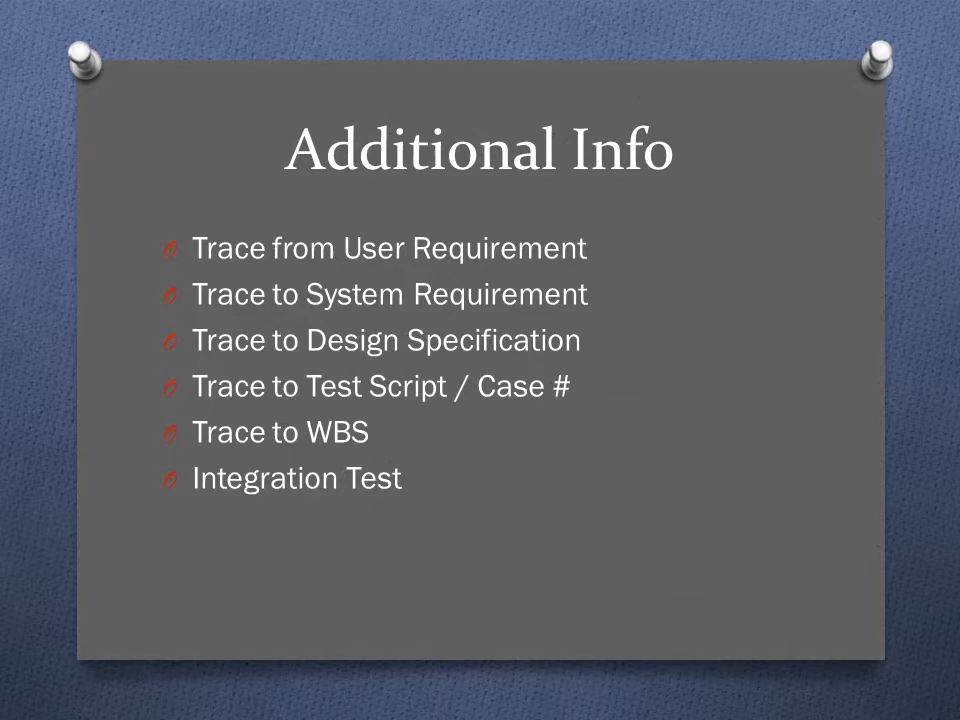 Additional Info
Trace from User Requirement
Trace to System Requirement
Trace to Design Specification
Trace to Test Script / Case #
Trace to WBS
Integration Test